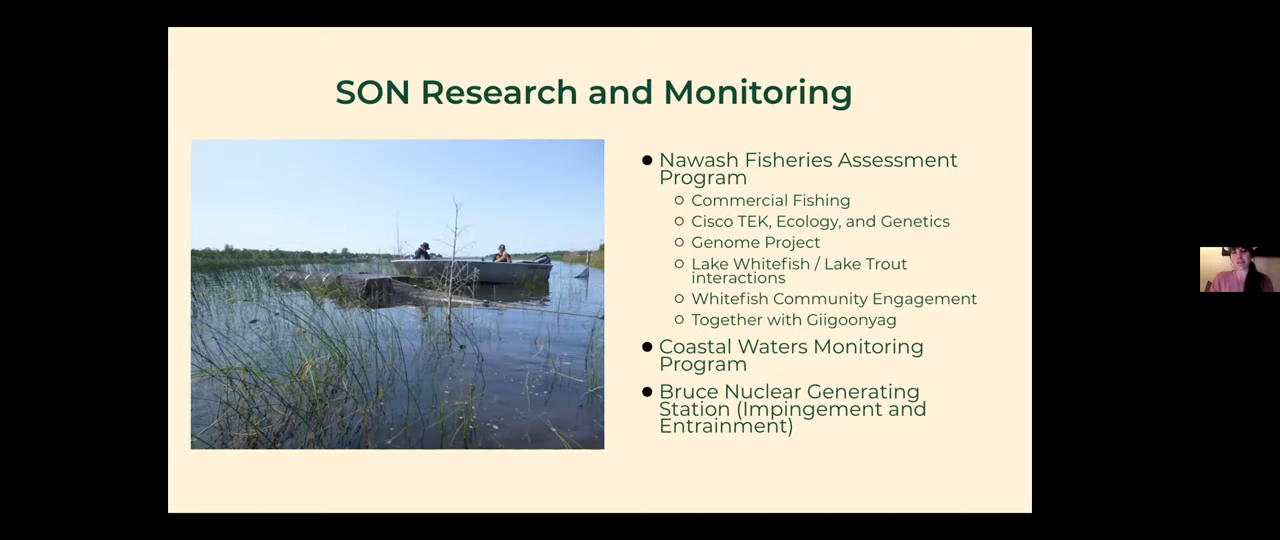 SON Research and Monitoring
Nawash Fisheries Assessment
Program
Commercial Fishing
Cisco TEK, Ecology, and Genetics
Genome Project
Lake Whitefish / Lake Trout
interactions
Whitefish Community Engagement
Together with Giigoonyag
Coastal Waters Monitoring
Program
Bruce Nuclear Generating
Station (Impingement and
Entrainment)